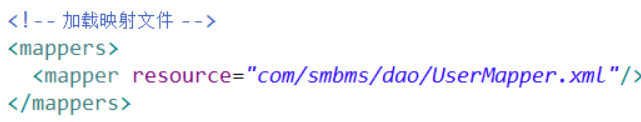 <!-- 加载映射文件 -->
<mappers>
<mapper resource="com/smbms/dao/UserMapper.xml"/>
</mappers>